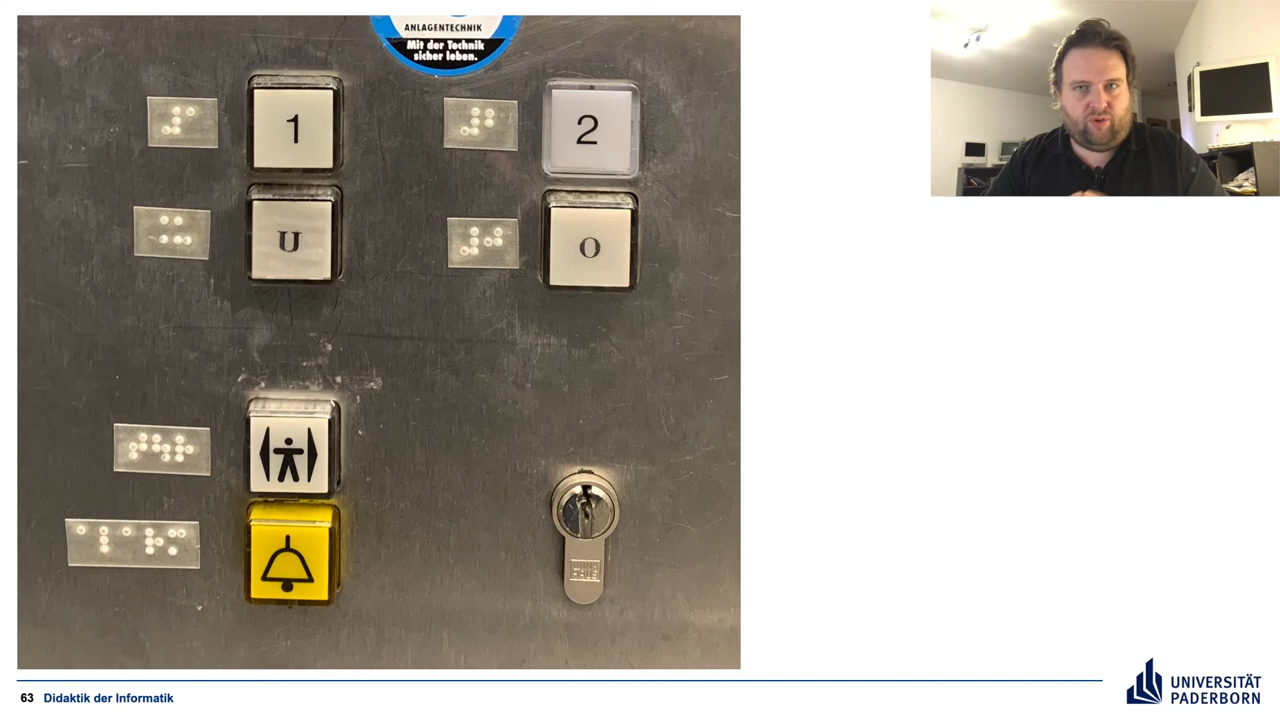 ANLAGENTECHNIK
Mit der Technik
sicher leben.
1
2
U
O
63 Didaktik der Informatik
UNIVERSITÄT
PADERBORN